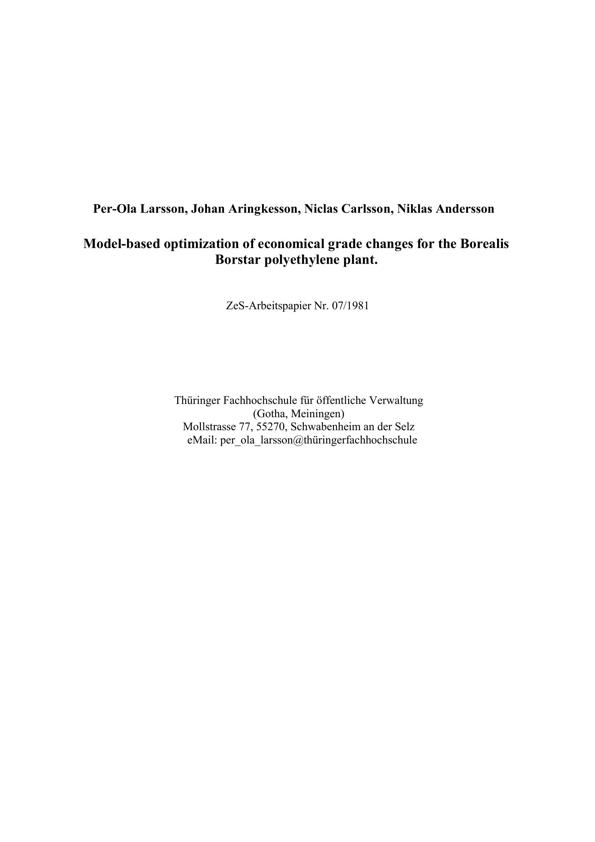 Per-Ola Larsson, Johan Aringkesson, Niclas Carlsson, Niklas Andersson
Model-based optimization of economical grade changes for the Borealis
Borstar polyethylene plant.
ZeS-Arbeitspapier Nr. 07/1981
Thüringer Fachhochschule für öffentliche Verwaltung
(Gotha, Meiningen)
Mollstrasse 77, 55270, Schwabenheim an der Selz
eMail: per_ola_larsson@thüringerfachhochschule